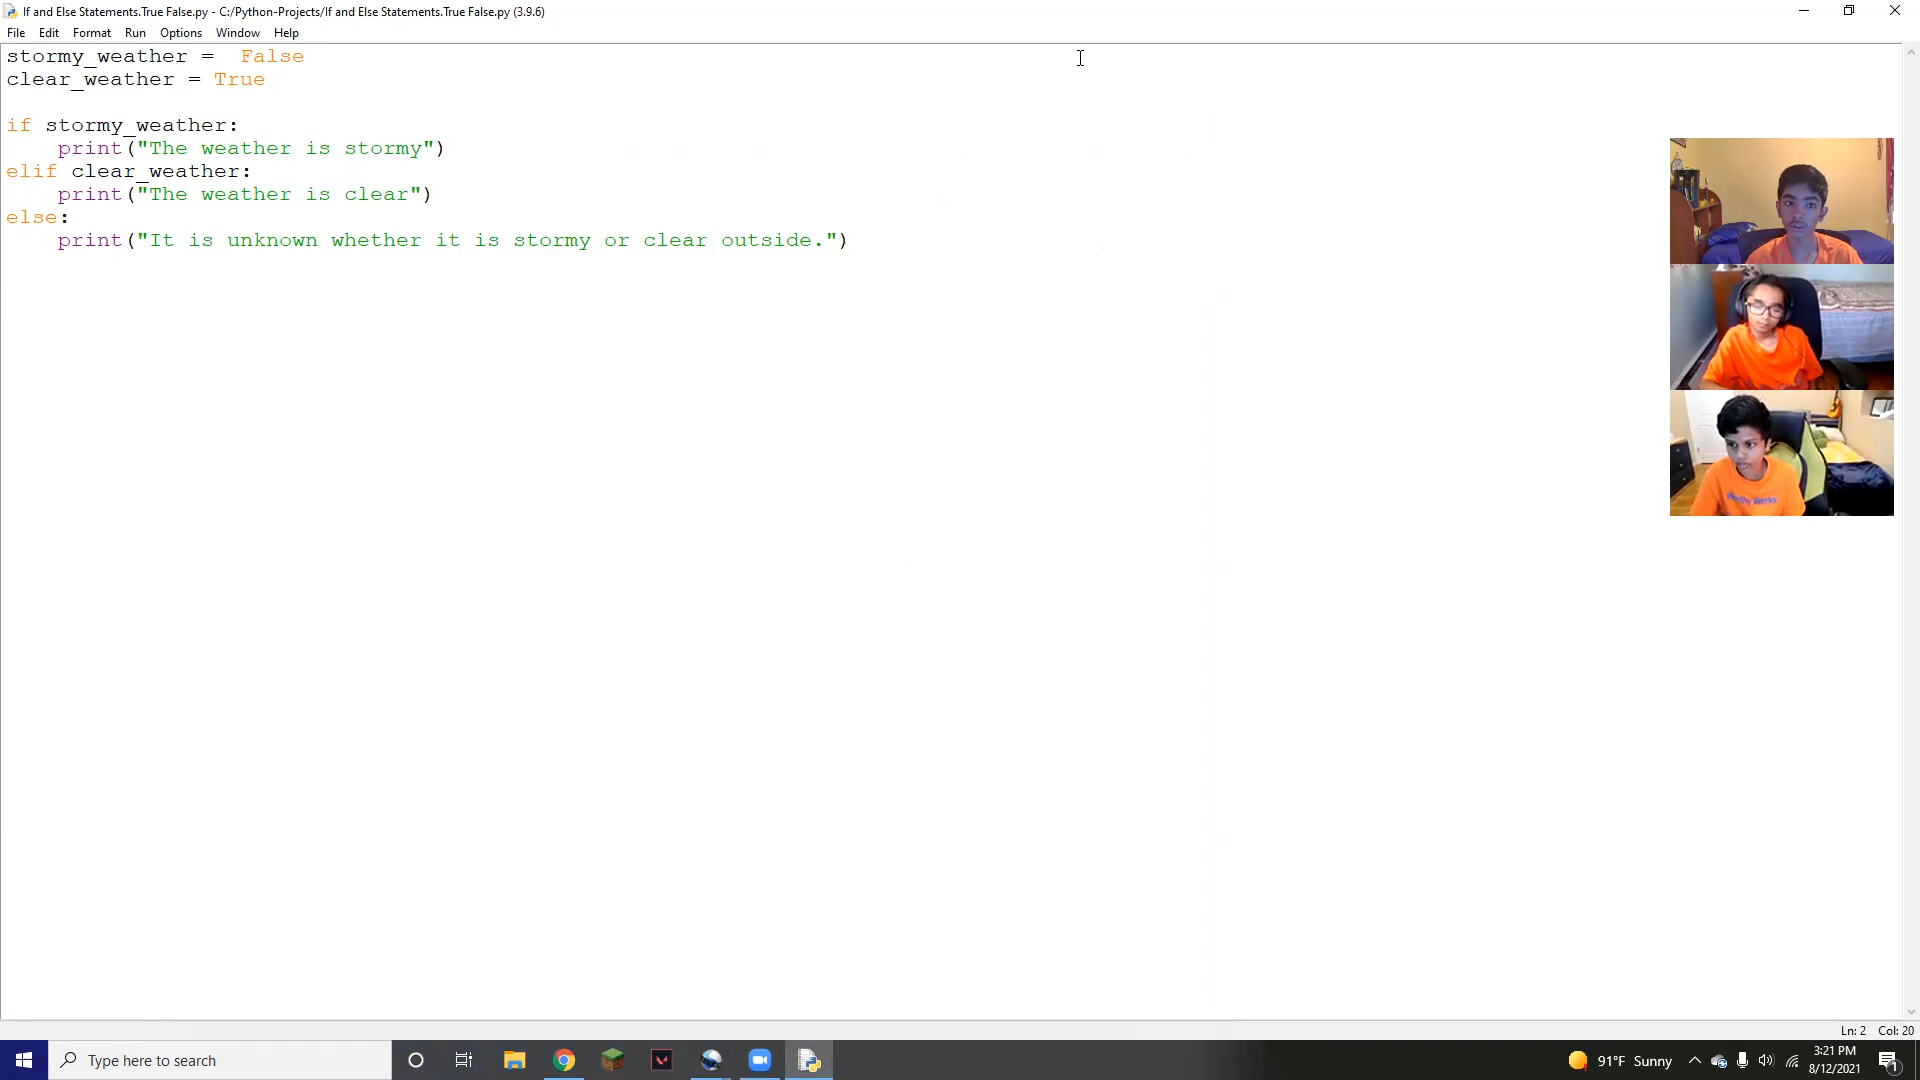 If and Else Statements.True False.py - C:/Python-Projects/If and Else Statements.True False.py (3.9.6)
File Edit Format Run Options Window Help
stormy_weather =  False
clear_weather = True
if stormy_weather:
    print("The weather is stormy")
elif clear_weather:
    print("The weather is clear")
else:
    print("It is unknown whether it is stormy or clear outside.")
Works
Ln: 2 Col: 20
Type here to search
91°F Sunny
3:21 PM
8/12/2021
1